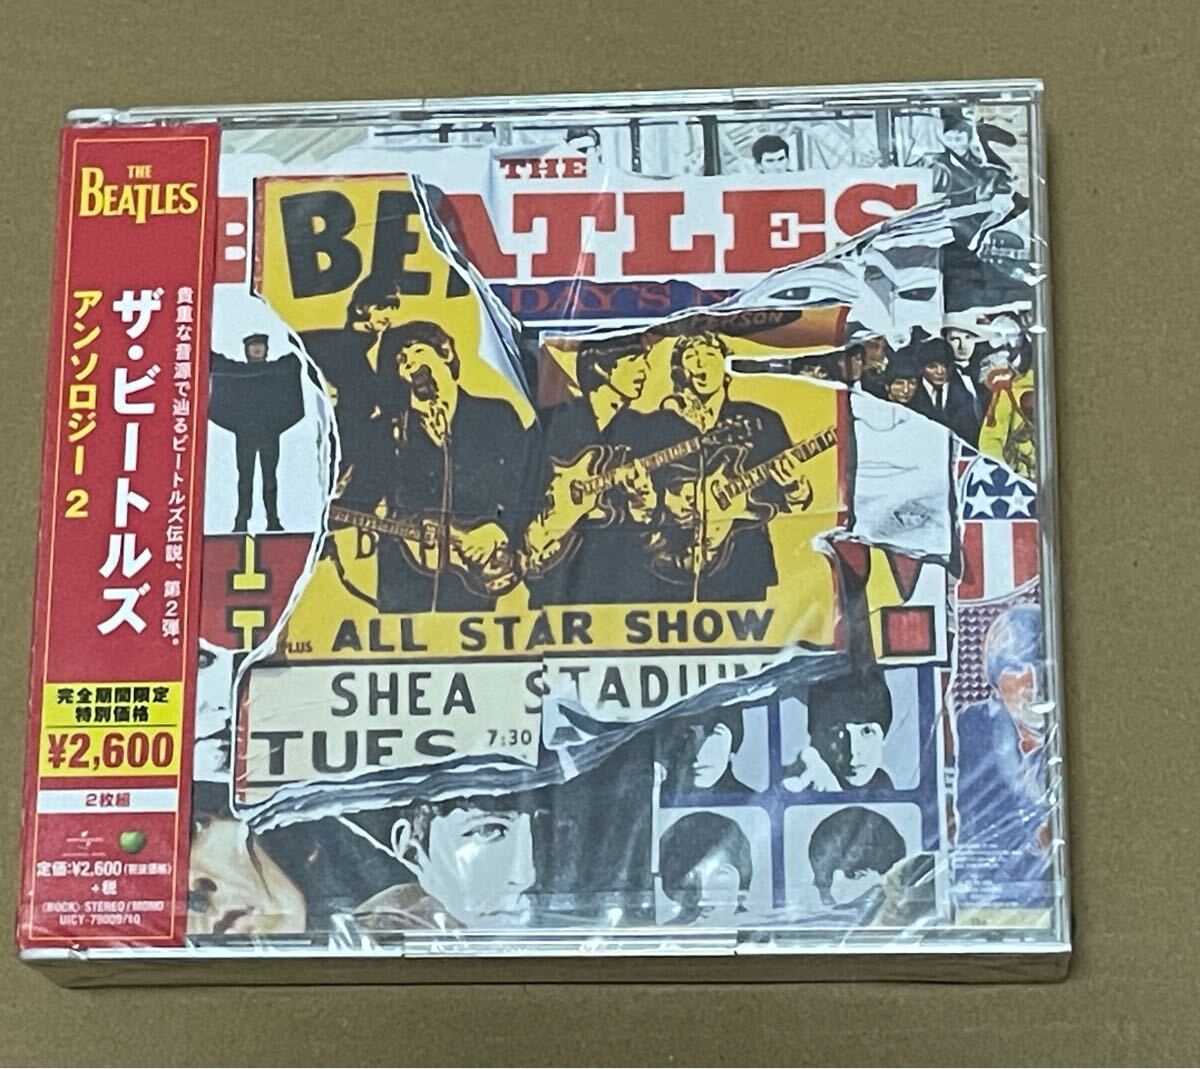 THE
BEATLES
貴重な音源で辿るビートルズ伝説、第2弾。
ザ・ビートルズ
アンソロジー 2
完全期間限定
特別価格
¥2,600
2枚組
定価:¥2,600(税抜価格)
+税
〈ROCK〉 STEREO/MONO
UICY-79009/10
THE
BEATLES
DAY'S N
ALL STAR SHOW
SHEA STADIUM
TUES 7:30
PLUS